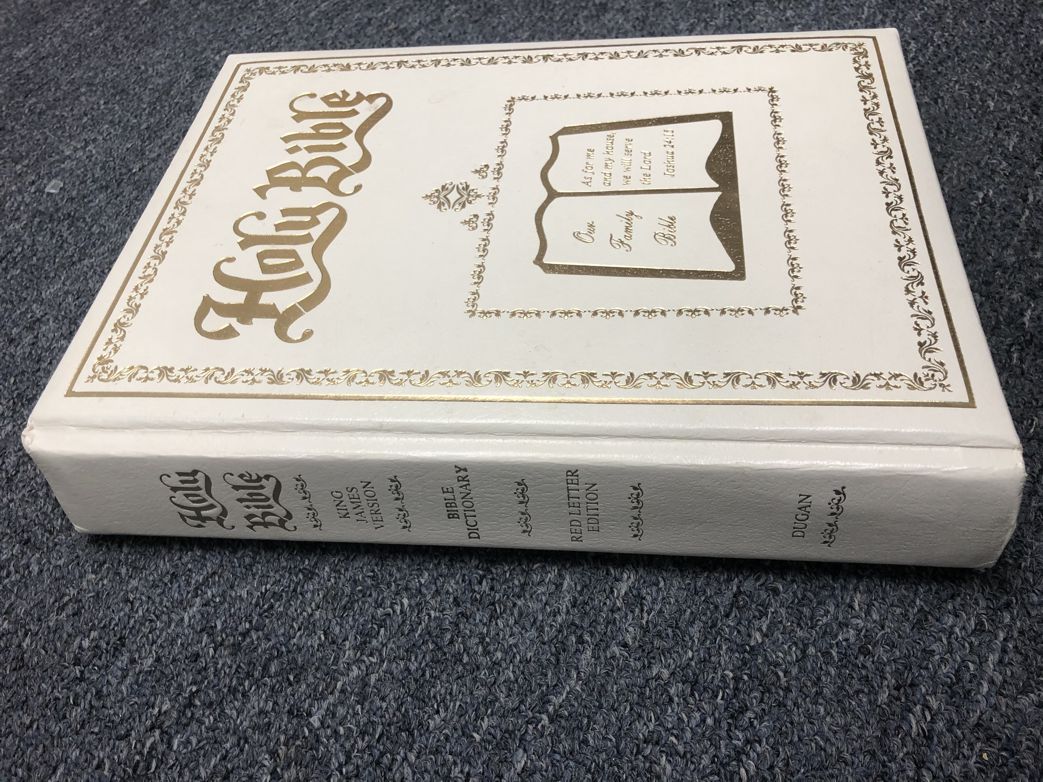 Holy Bible
Our
Family
Bible
As for me
and my house,
we will serve
the Lord
Joshua 24:15
Holy
Bible
KING
JAMES
VERSION
BIBLE
DICTIONARY
RED LETTER
EDITION
DUGAN